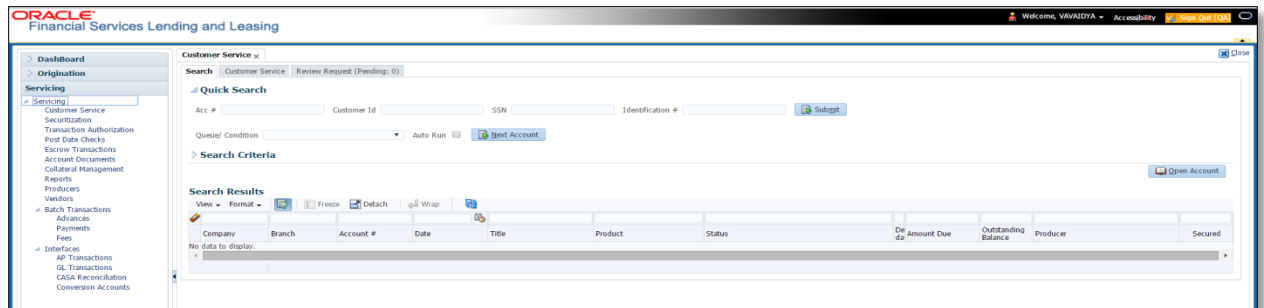 ORACLE'
Financial Services Lending and Leasing
Welcome, VAVAIDYA Accessibility Sign Out (QA)
Close
DashBoard
Origination
Servicing
Servicing
Customer Service
Securitization
Transaction Authorization
Post Date Checks
Escrow Transactions
Account Documents
Collateral Management
Reports
Producers
Vendors
Batch Transactions
Advances
Payments
Fees
Interfaces
AP Transactions
GL Transactions
CASA Reconciliation
Conversion Accounts
Customer Service x
Search Customer Service Review Request (Pending: 0)
Quick Search
Acc # Customer Id SSN Identification # Submit
Queue/ Condition Auto Run Next Account
Search Criteria
Open Account
Search Results
View Format Freeze Detach Wrap
Company Branch Account # Date Title Product Status De da Amount Due Outstanding Balance Producer Secured
No data to display.